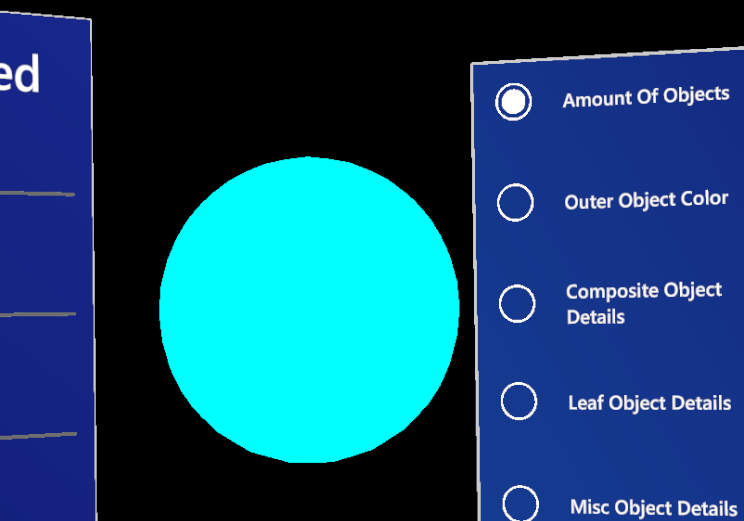 ed
Amount Of Objects
Outer Object Color
Composite Object
Details
Leaf Object Details
Misc Object Details